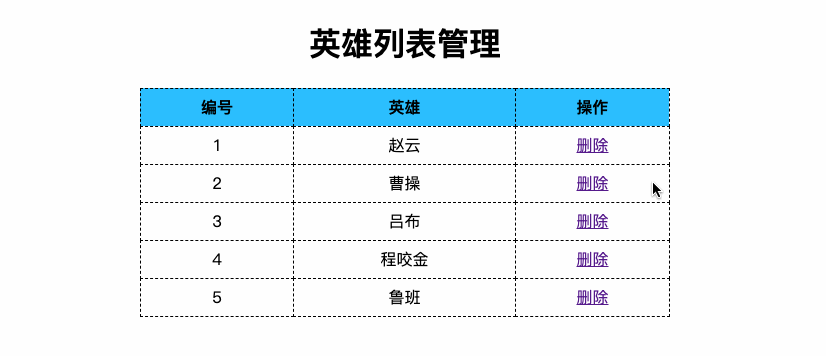 英雄列表管理
编号 英雄 操作
1 赵云 删除
2 曹操 删除
3 吕布 删除
4 程咬金 删除
5 鲁班 删除